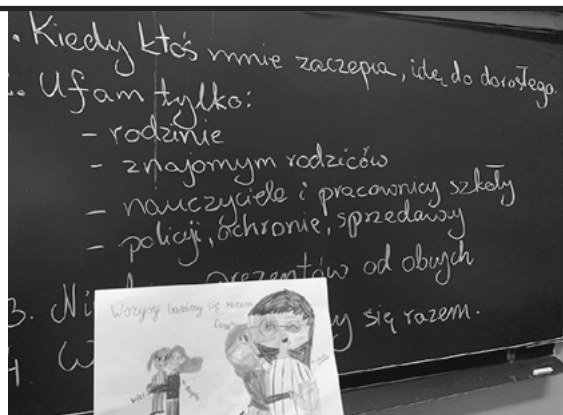 . Kiedy ktoś mnie zaczepia, idę do dorosłego.
.. Ufam tylko:
- rodzinie
- znajomym rodziców
- nauczyciele i pracownicy szkoły
- policji, ochronie, sprzedawcy
3. Ni prezentów od obcych
4. W y się razem.
Wszyscy bawimy się razem